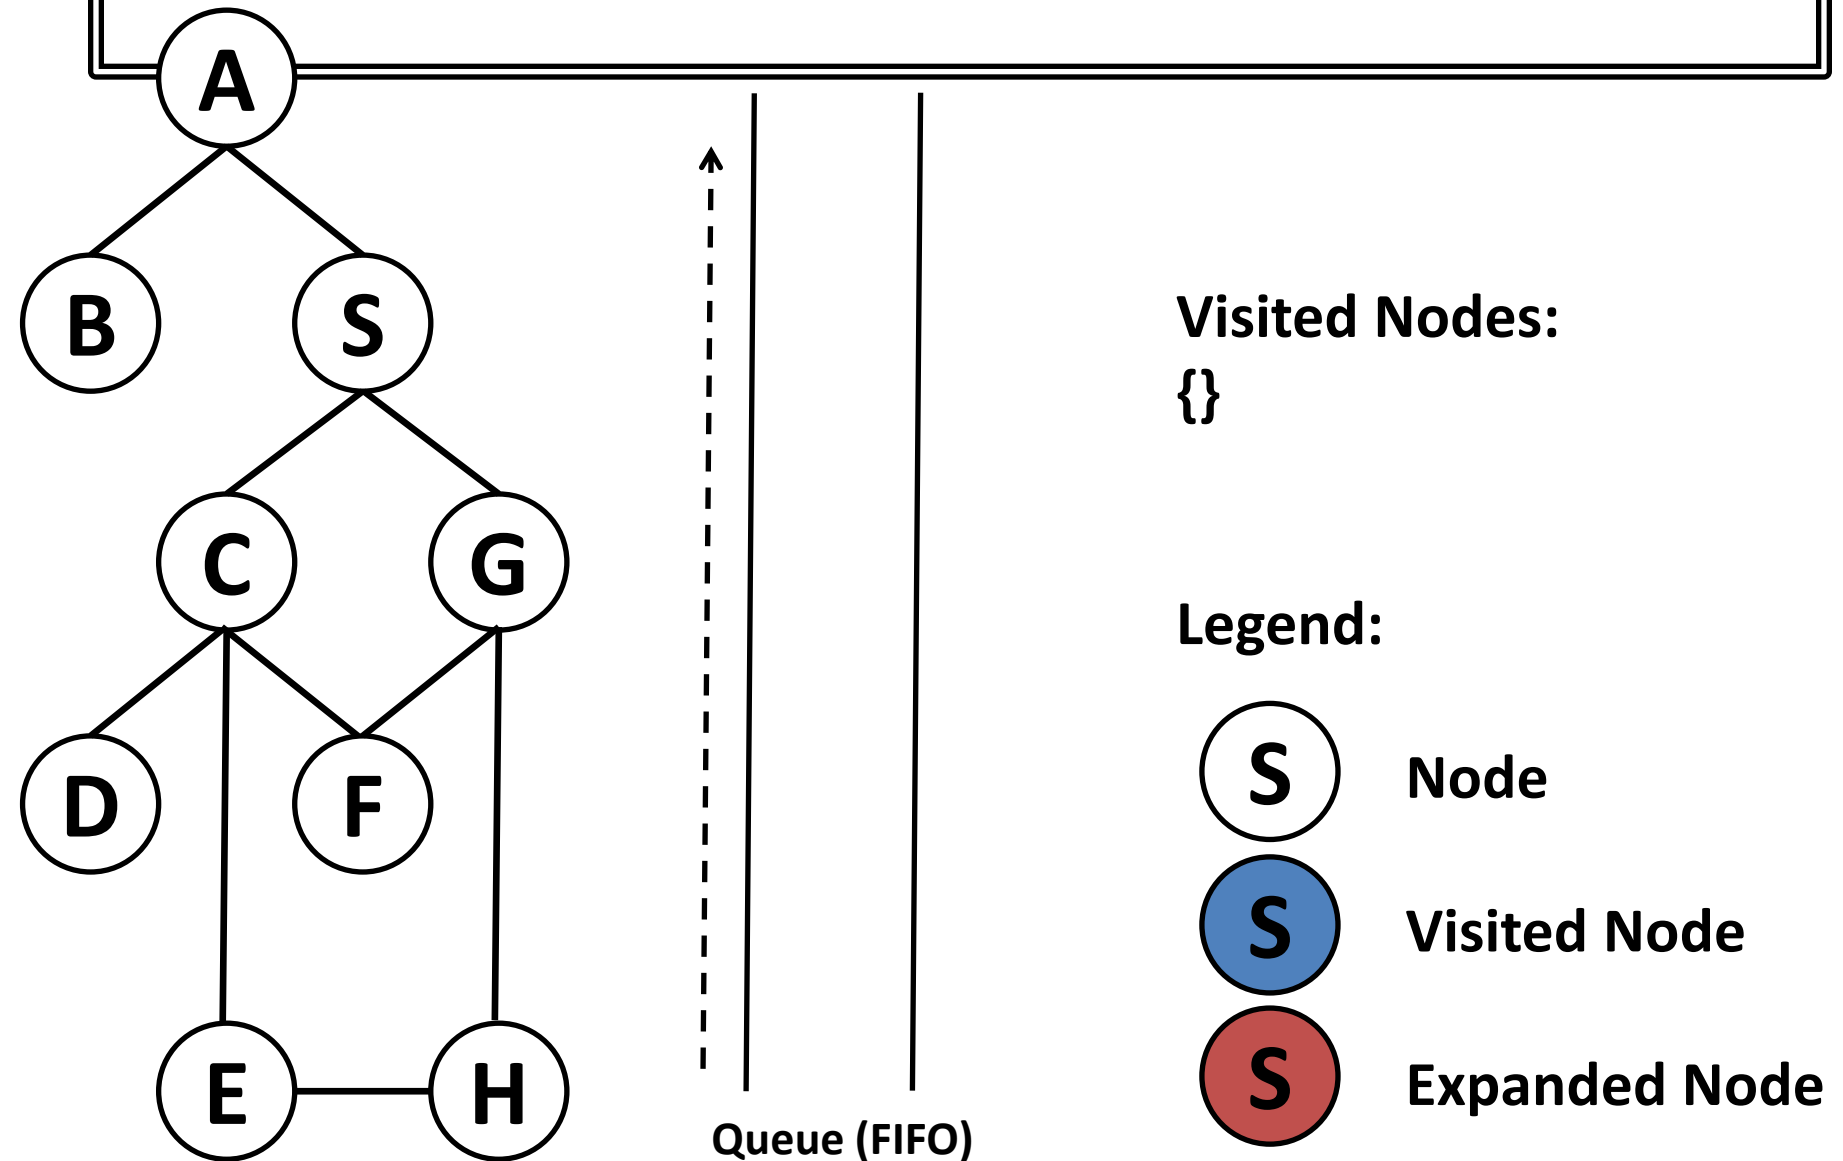 A
B
S
C
G
D
F
E
H
Queue (FIFO)
Visited Nodes:
{}
Legend:
S Node
S Visited Node
S Expanded Node